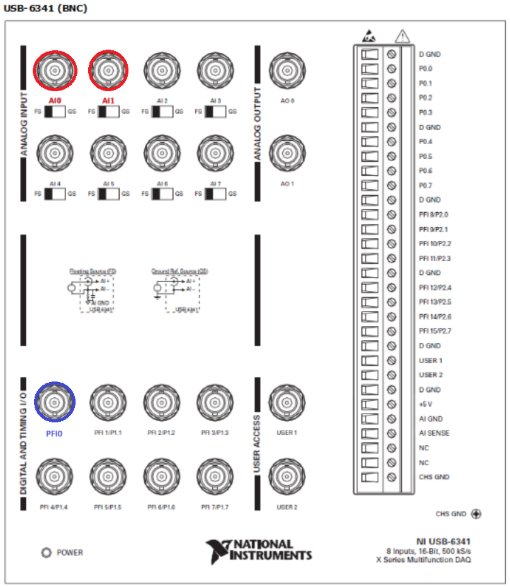 USB-6341 (BNC)
ANALOG INPUT
AI0
AI1
AI 2
AI 3
FS GS
FS GS
FS GS
FS GS
AI 4
AI 5
AI 6
AI 7
FS GS
FS GS
FS GS
FS GS
ANALOG OUTPUT
AO 0
AO 1
Floating Source (FS)
AI +
AI -
AI GND
USB 6341
Ground Ref. Source (GS)
AI +
AI -
USB 6341
DIGITAL AND TIMING I/O
PFI0
PFI 1/P1.1
PFI 2/P1.2
PFI 3/P1.3
PFI 4/P1.4
PFI 5/P1.5
PFI 6/P1.6
PFI 7/P1.7
USER ACCESS
USER 1
USER 2
D GND
P0.0
P0.1
P0.2
P0.3
D GND
P0.4
P0.5
P0.6
P0.7
D GND
PFI 8/P2.0
PFI 9/P2.1
PFI 10/P2.2
PFI 11/P2.3
D GND
PFI 12/P2.4
PFI 13/P2.5
PFI 14/P2.6
PFI 15/P2.7
D GND
USER 1
USER 2
D GND
+5 V
AI GND
AI SENSE
NC
NC
CHS GND
CHS GND
POWER
NATIONAL
INSTRUMENTS
NI USB-6341
8 Inputs, 16-Bit, 500 kS/s
X Series Multifunction DAQ